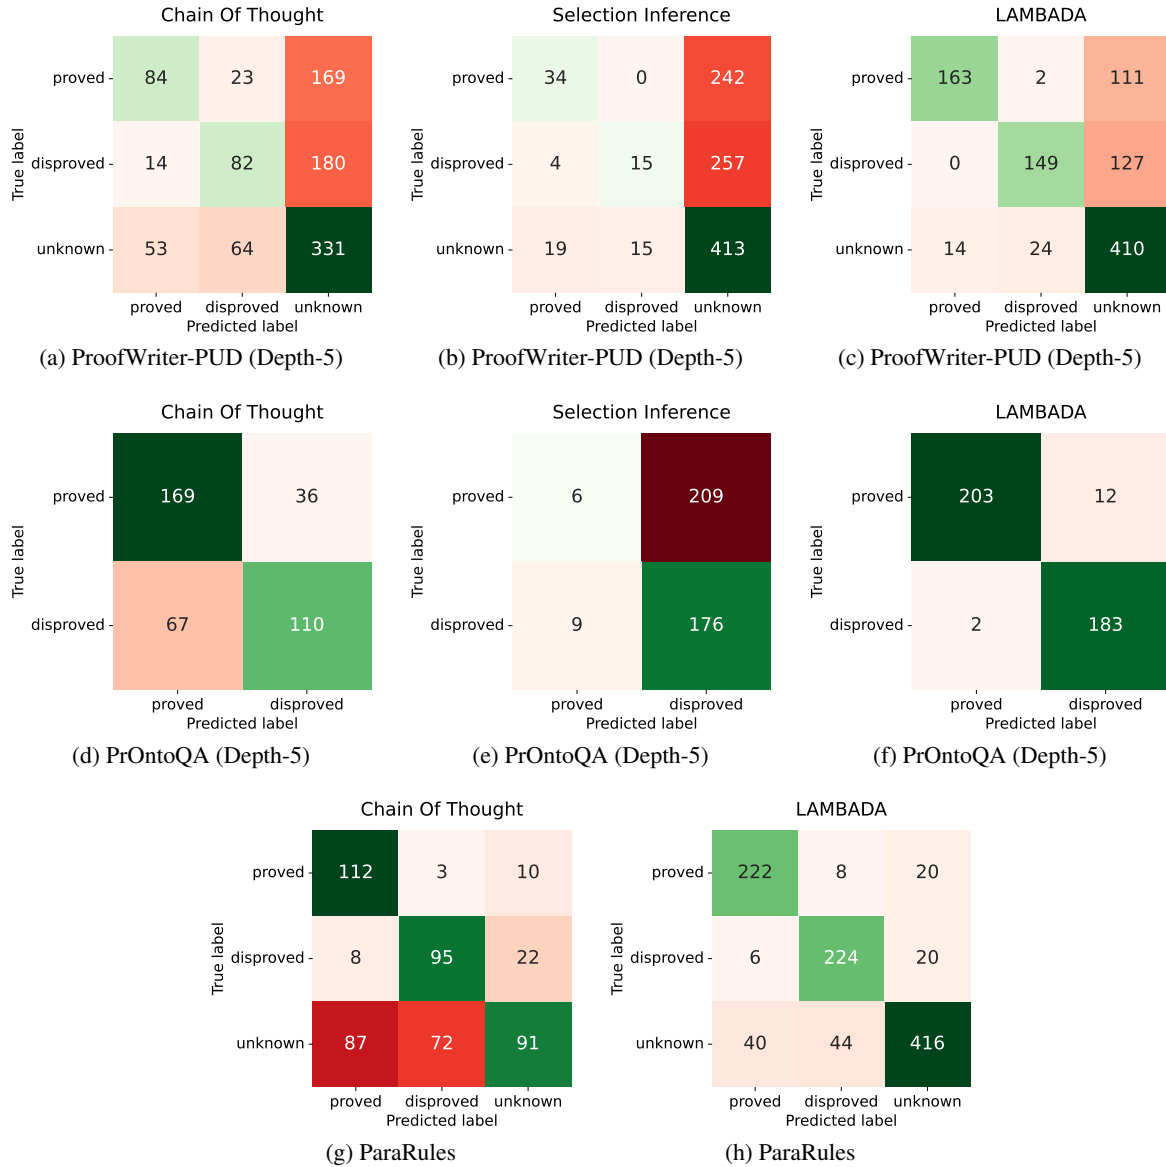 Chain Of Thought
Selection Inference
LAMBADA
True label
proved 84 23 169
disproved 14 82 180
unknown 53 64 331
proved disproved unknown
Predicted label
True label
proved 34 0 242
disproved 4 15 257
unknown 19 15 413
proved disproved unknown
Predicted label
True label
proved 163 2 111
disproved 0 149 127
unknown 14 24 410
proved disproved unknown
Predicted label
(a) ProofWriter-PUD (Depth-5)
(b) ProofWriter-PUD (Depth-5)
(c) ProofWriter-PUD (Depth-5)
Chain Of Thought
Selection Inference
LAMBADA
True label
proved 169 36
disproved 67 110
proved disproved
Predicted label
True label
proved 6 209
disproved 9 176
proved disproved
Predicted label
True label
proved 203 12
disproved 2 183
proved disproved
Predicted label
(d) PrOntoQA (Depth-5)
(e) PrOntoQA (Depth-5)
(f) PrOntoQA (Depth-5)
Chain Of Thought
LAMBADA
True label
proved 112 3 10
disproved 8 95 22
unknown 87 72 91
proved disproved unknown
Predicted label
True label
proved 222 8 20
disproved 6 224 20
unknown 40 44 416
proved disproved unknown
Predicted label
(g) ParaRules
(h) ParaRules